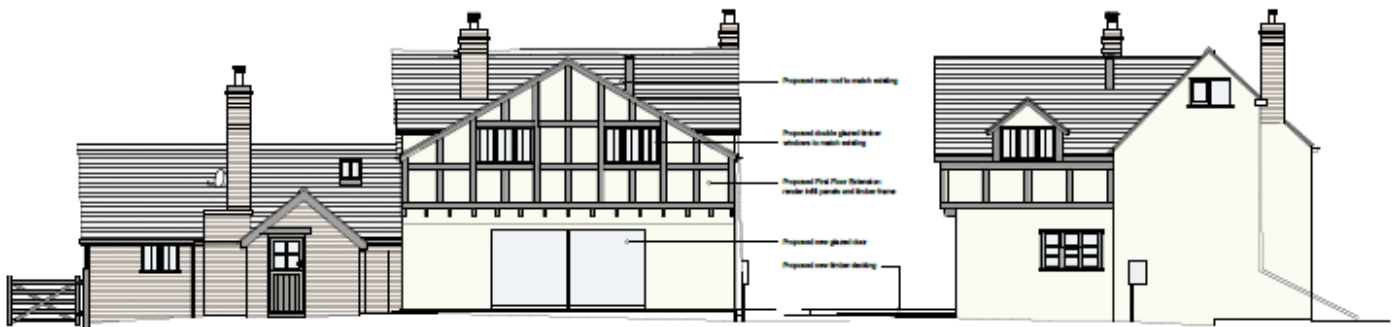 Proposed new roof to match existing
Proposed double glazed timber
windows to match existing
Proposed First Floor Extension
render infill panels and timber frame
Proposed new glazed door
Proposed new timber decking